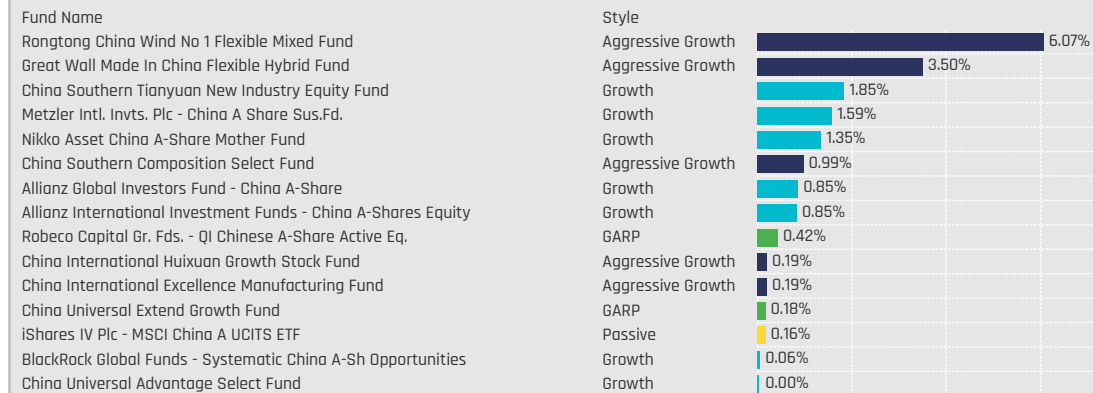 Fund Name Style
Rongtong China Wind No 1 Flexible Mixed Fund Aggressive Growth 6.07%
Great Wall Made In China Flexible Hybrid Fund Aggressive Growth 3.50%
China Southern Tianyuan New Industry Equity Fund Growth 1.85%
Metzler Intl. Invts. Plc - China A Share Sus.Fd. Growth 1.59%
Nikko Asset China A-Share Mother Fund Growth 1.35%
China Southern Composition Select Fund Aggressive Growth 0.99%
Allianz Global Investors Fund - China A-Share Growth 0.85%
Allianz International Investment Funds - China A-Shares Equity Growth 0.85%
Robeco Capital Gr. Fds. - QI Chinese A-Share Active Eq. GARP 0.42%
China International Huixuan Growth Stock Fund Aggressive Growth 0.19%
China International Excellence Manufacturing Fund Aggressive Growth 0.19%
China Universal Extend Growth Fund GARP 0.18%
iShares IV Plc - MSCI China A UCITS ETF Passive 0.16%
BlackRock Global Funds - Systematic China A-Sh Opportunities Growth 0.06%
China Universal Advantage Select Fund Growth 0.00%